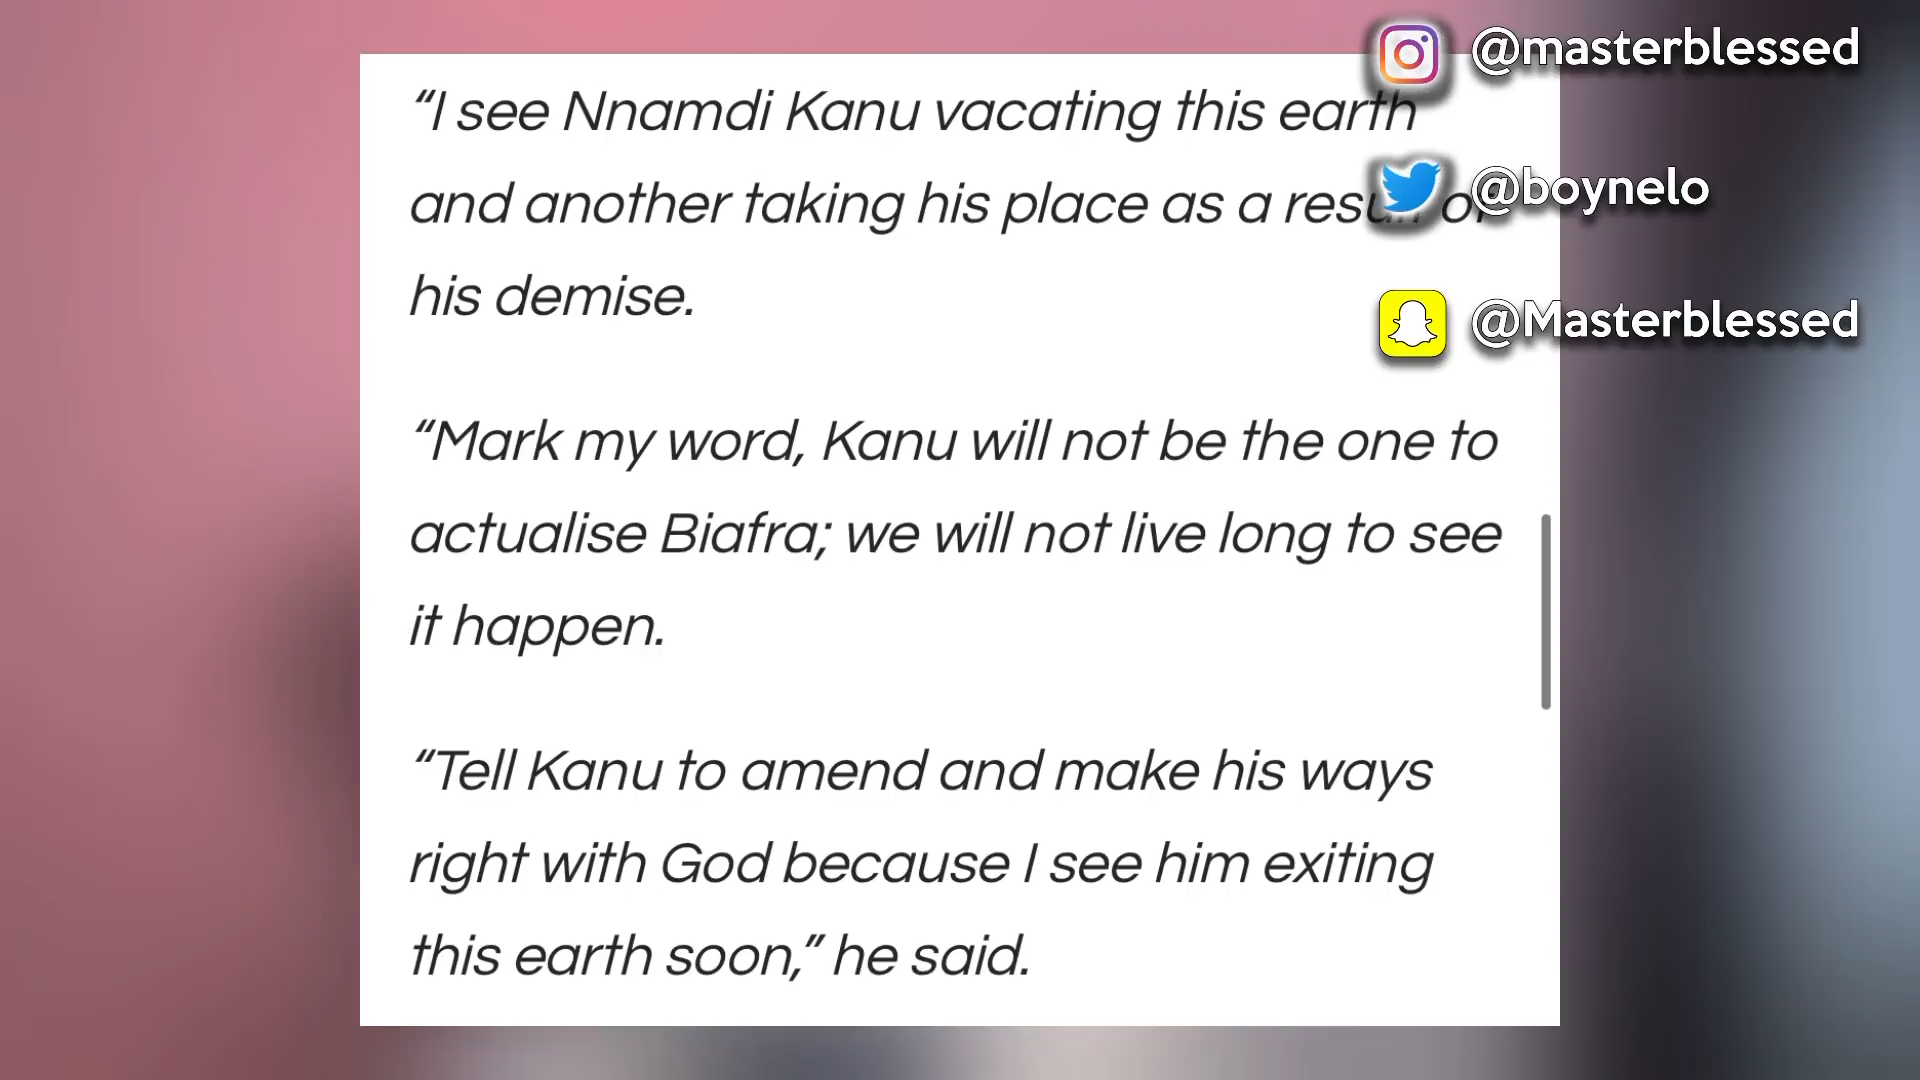 “I see Nnamdi Kanu vacating this earth
and another taking his place as a result of
his demise.
“Mark my word, Kanu will not be the one to
actualise Biafra; we will not live long to see
it happen.
“Tell Kanu to amend and make his ways
right with God because I see him exiting
this earth soon,” he said.
@masterblessed
@boynelo
@Masterblessed